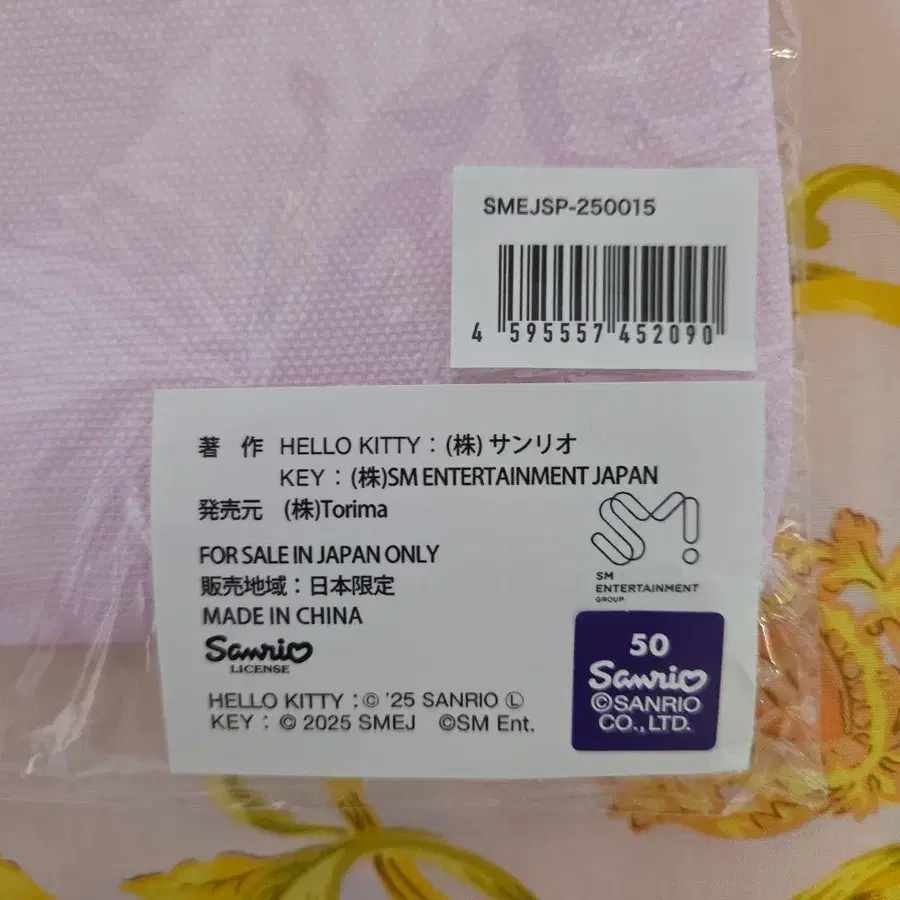 SMEJSP-250015
4 595557 452090
著 作 HELLO KITTY : (株) サンリオ
KEY : (株)SM ENTERTAINMENT JAPAN
発売元 (株)Torima
FOR SALE IN JAPAN ONLY
販売地域 : 日本限定
MADE IN CHINA
Sanrio
LICENSE
SM!
SM
ENTERTAINMENT
GROUP
50
Sanrio
©SANRIO
CO., LTD.
HELLO KITTY : © '25 SANRIO Ⓛ
KEY : © 2025 SMEJ ©SM Ent.